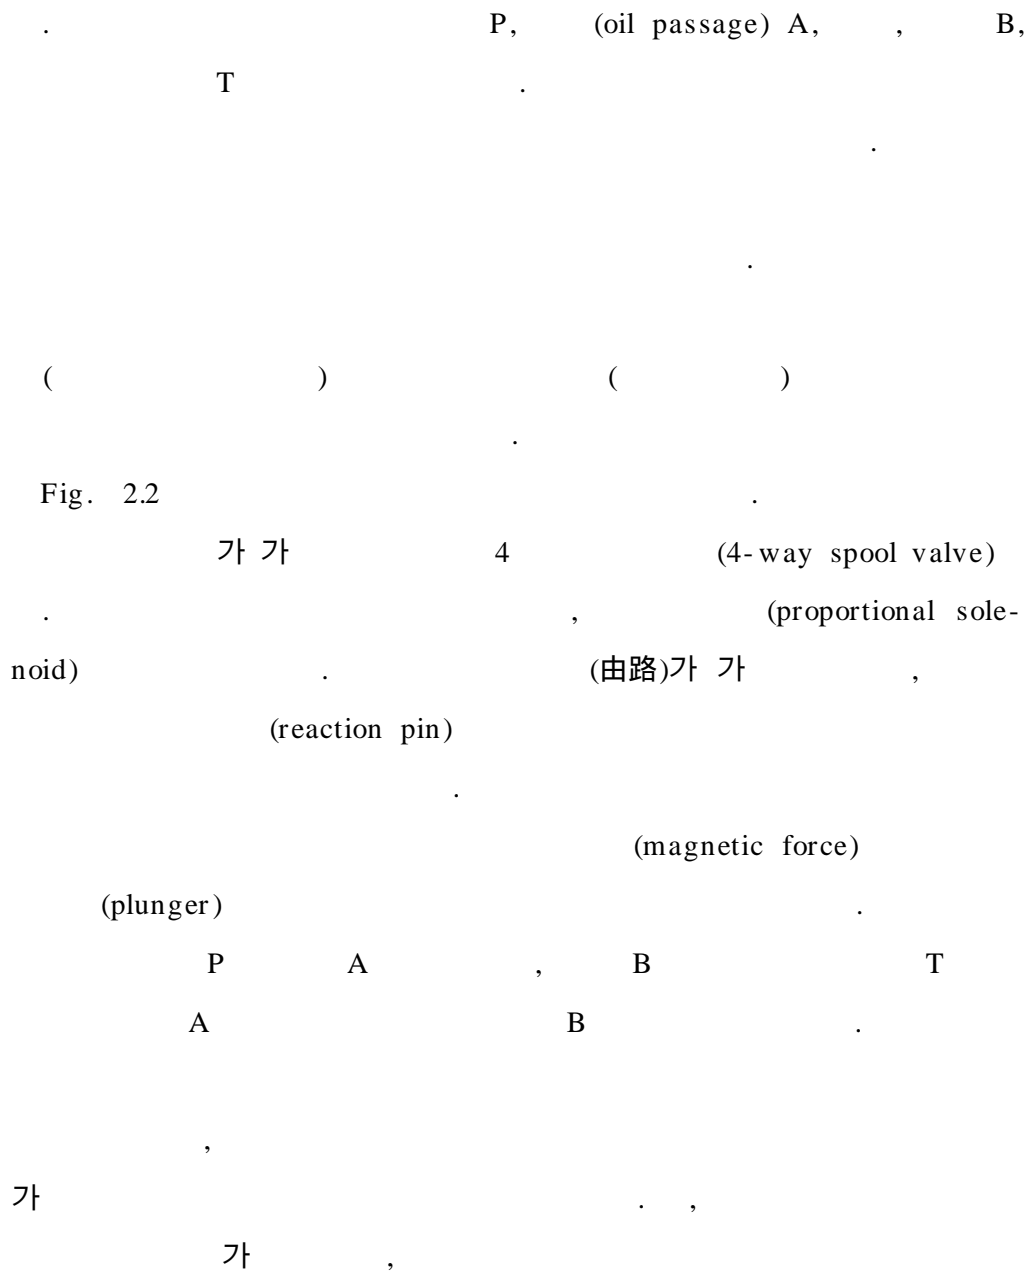 . P, (oil passage) A, , B,
T .
.
.
( ) ( )
.
Fig. 2.2 .
가 가 4 (4-way spool valve)
. , (proportional sole-
noid) . (由路)가 가 ,
(reaction pin)
.
(magnetic force)
(plunger) .
P A , B T
A B .
,
가 . ,
가 ,